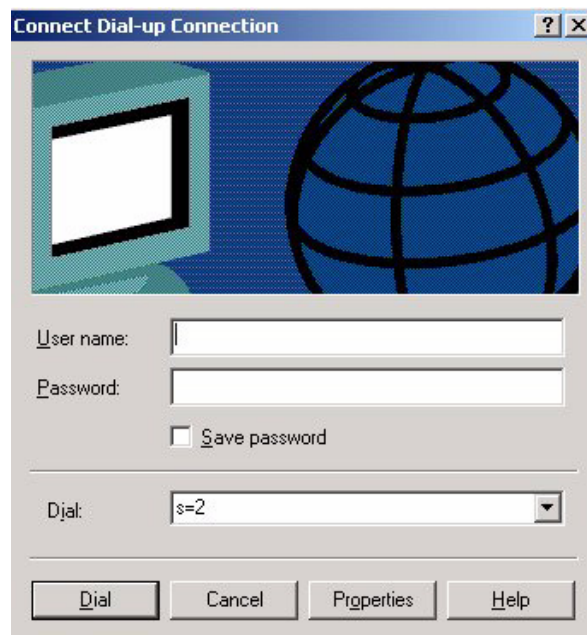 Connect Dial-up Connection
User name:
Password:
Save password
Dial: s=2
Dial Cancel Properties Help